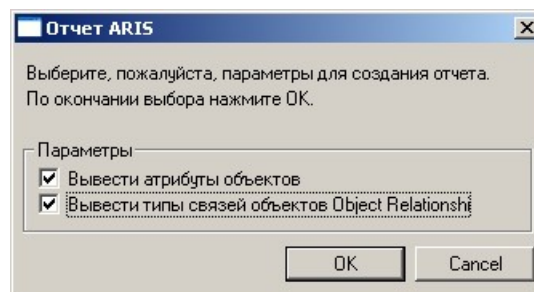 Отчет ARIS
Выберите, пожалуйста, параметры для создания отчета.
По окончании выбора нажмите OK.
Параметры
Вывести атрибуты объектов
Вывести типы связей объектов Object Relationshi
OK
Cancel